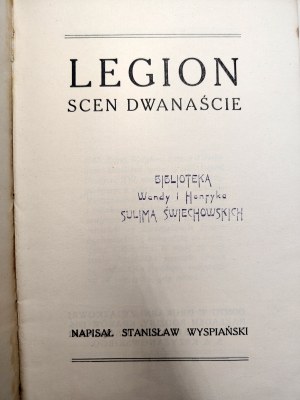 LEGION
SCEN DWANAŚCIE
BIBLIOTEKA
Wandy i Henryka
SULIMA ŚWIECHOWSKICH
NAPISAŁ STANISŁAW WYSPIAŃSKI